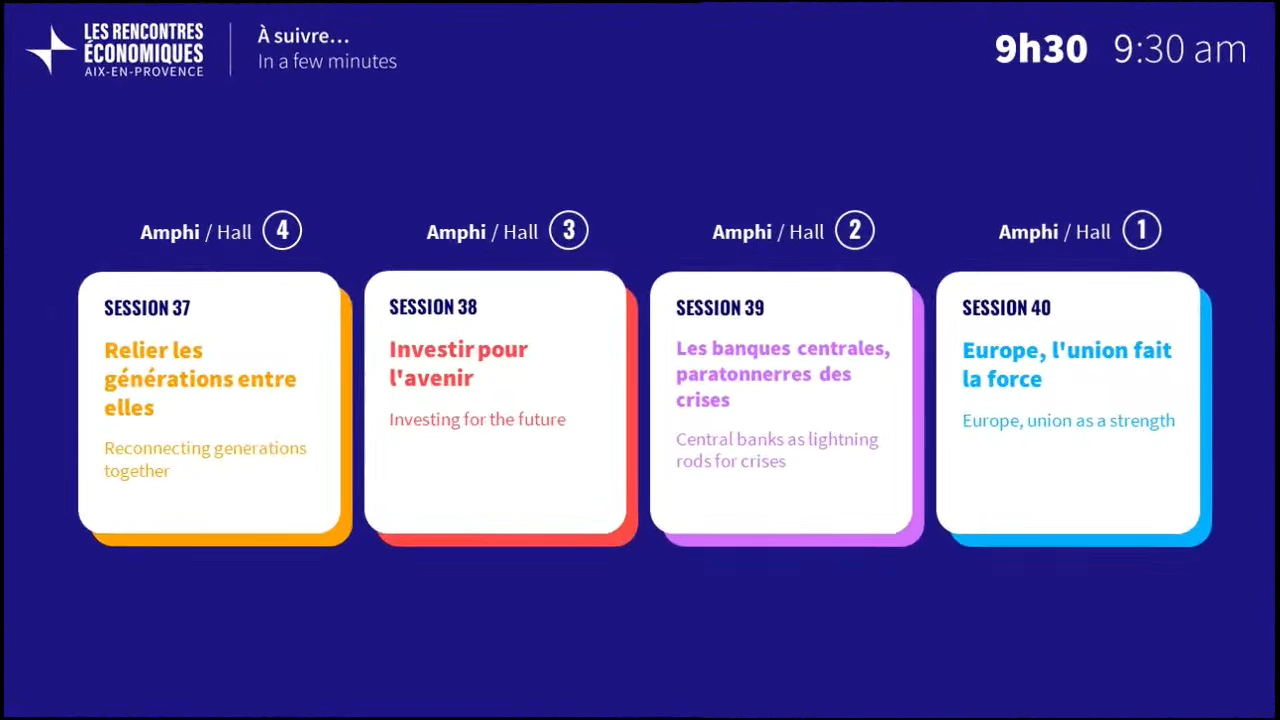 LES RENCONTRES
ÉCONOMIQUES
AIX-EN-PROVENCE
À suivre...
In a few minutes
9h30 9:30 am
Amphi / Hall 4
SESSION 37
Relier les
générations entre
elles
Reconnecting generations
together
Amphi / Hall 3
SESSION 38
Investir pour
l'avenir
Investing for the future
Amphi / Hall 2
SESSION 39
Les banques centrales,
paratonnerres des
crises
Central banks as lightning
rods for crises
Amphi / Hall 1
SESSION 40
Europe, l'union fait
la force
Europe, union as a strength